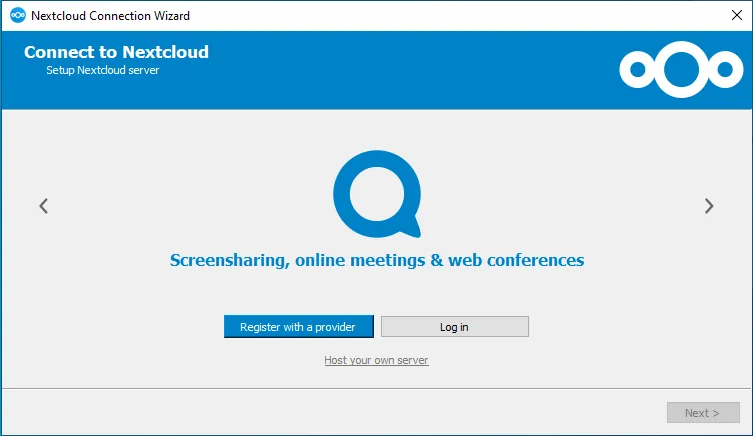 Nextcloud Connection Wizard
Connect to Nextcloud
Setup Nextcloud server
Screensharing, online meetings & web conferences
Register with a provider
Log in
Host your own server
Next >